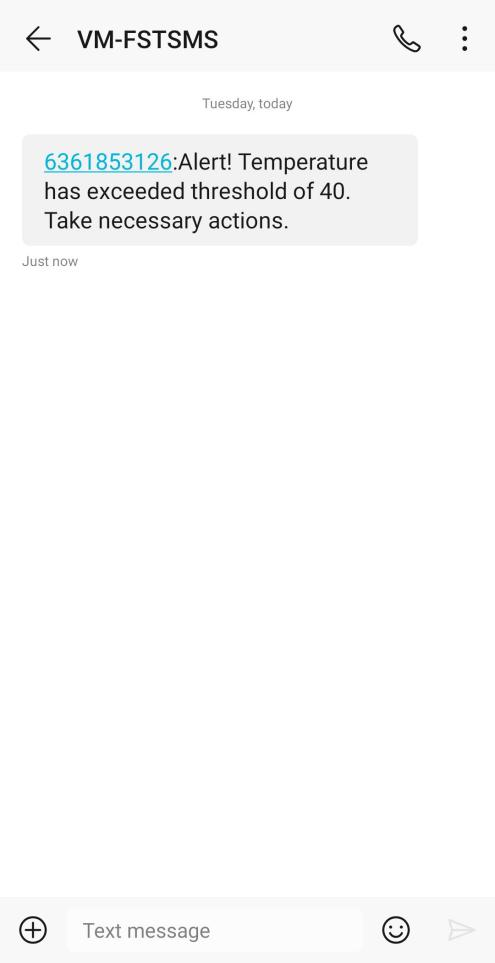 VM-FSTSMS
Tuesday, today
6361853126:Alert! Temperature
has exceeded threshold of 40.
Take necessary actions.
Just now
Text message